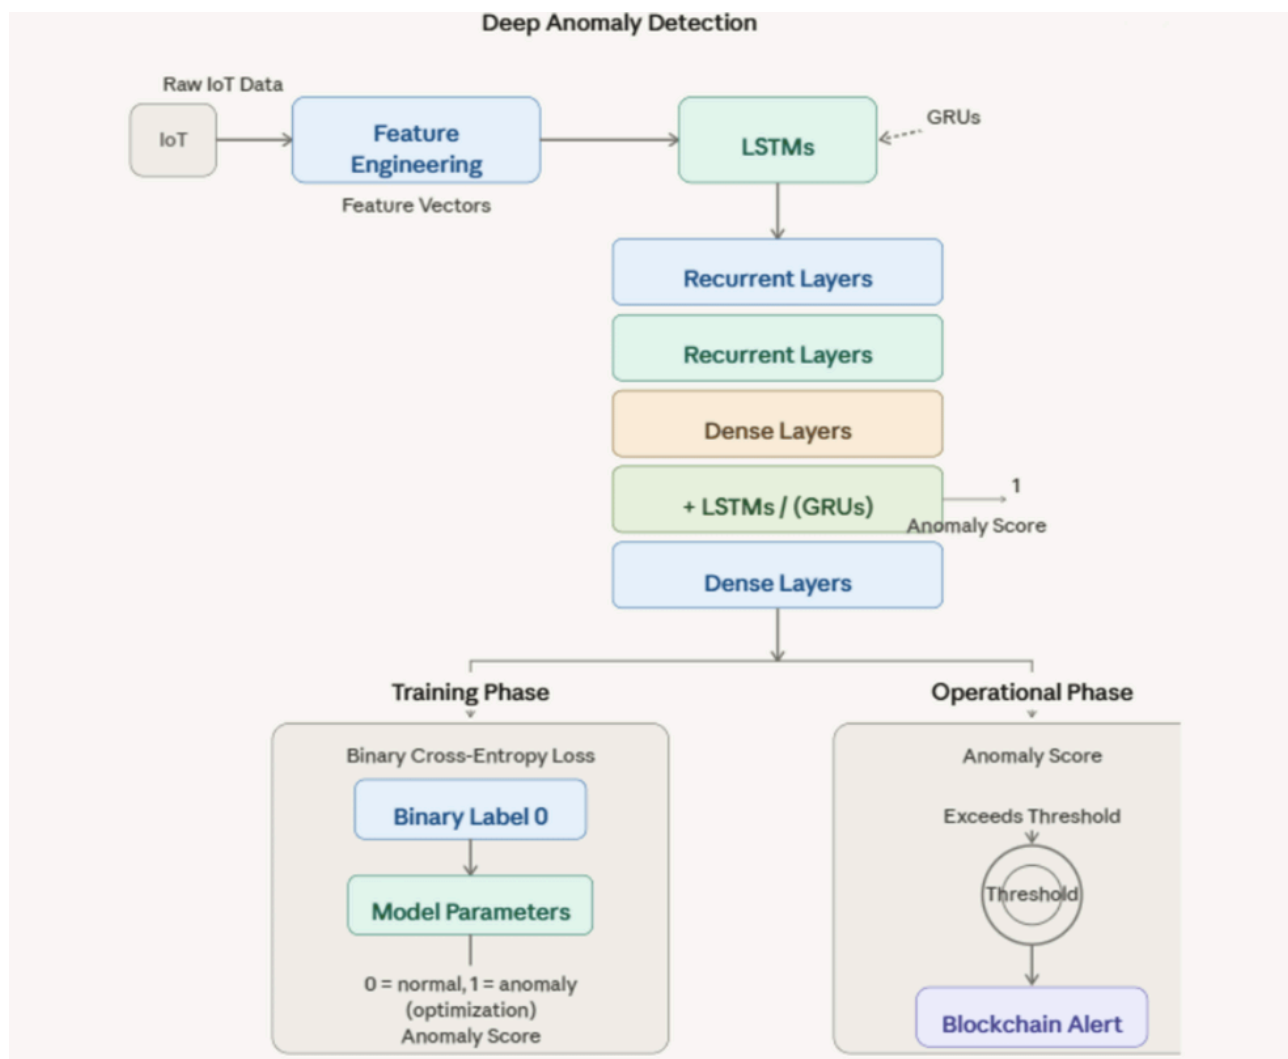 Deep Anomaly Detection
Raw IoT Data
IoT
Feature
Engineering
Feature Vectors
LSTMs
GRUs
Recurrent Layers
Recurrent Layers
Dense Layers
+ LSTMs / (GRUs)
1
Anomaly Score
Dense Layers
Training Phase
Binary Cross-Entropy Loss
Binary Label 0
Model Parameters
0 = normal, 1 = anomaly
(optimization)
Anomaly Score
Operational Phase
Anomaly Score
Exceeds Threshold
Threshold
Blockchain Alert